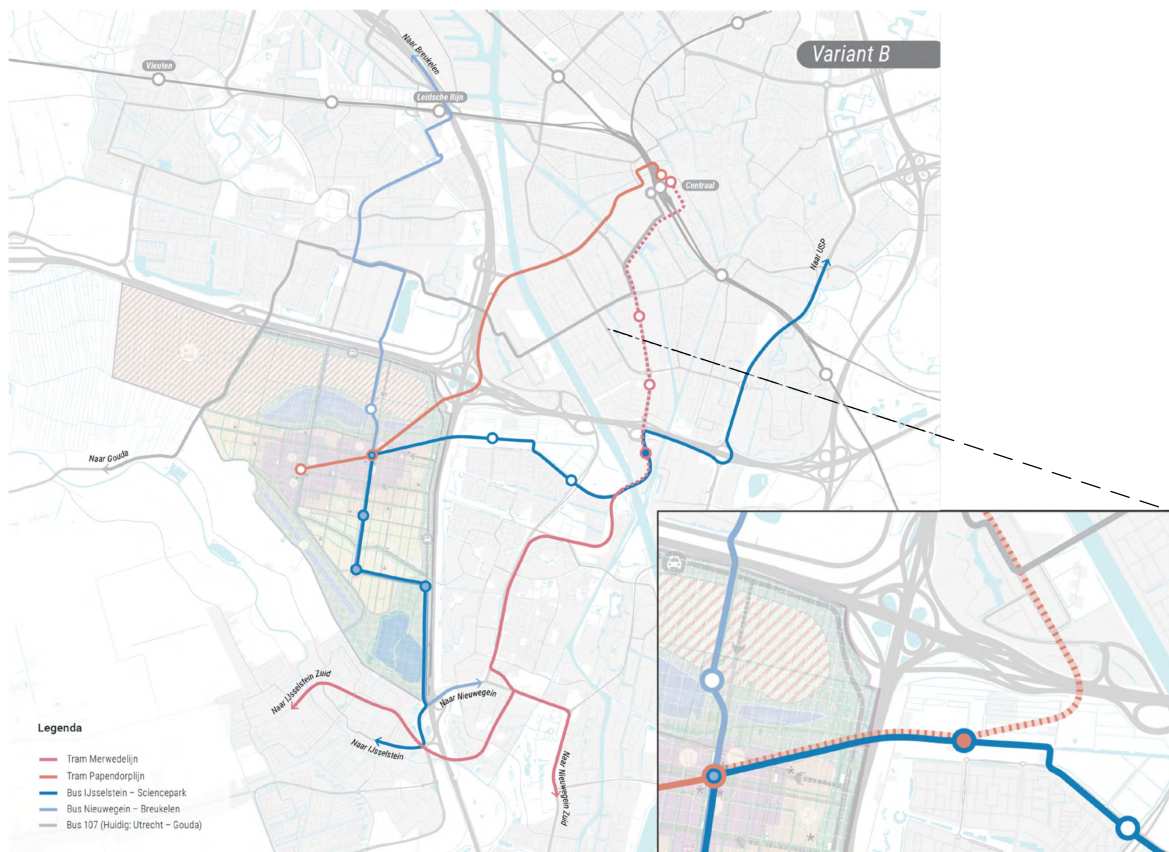 Variant B
Naar Breukelen
Vleuten
Leidsche Rijn
Centraal
Naar USP
Naar Gouda
Naar IJsselstein Zuid
Naar Nieuwegein
Naar IJsselstein
Naar Nieuwegein Zuid
Legenda
Tram Merwedelijn
Tram Papendorplijn
Bus IJsselstein – Sciencepark
Bus Nieuwegein – Breukelen
Bus 107 (Huidig: Utrecht – Gouda)